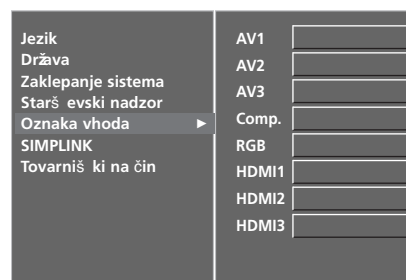 Jezik
Država
Zaklepanje sistema
Starš evski nadzor
Oznaka vhoda ►
SIMPLINK
Tovarniš ki na čin
AV1
AV2
AV3
Comp.
RGB
HDMI1
HDMI2
HDMI3